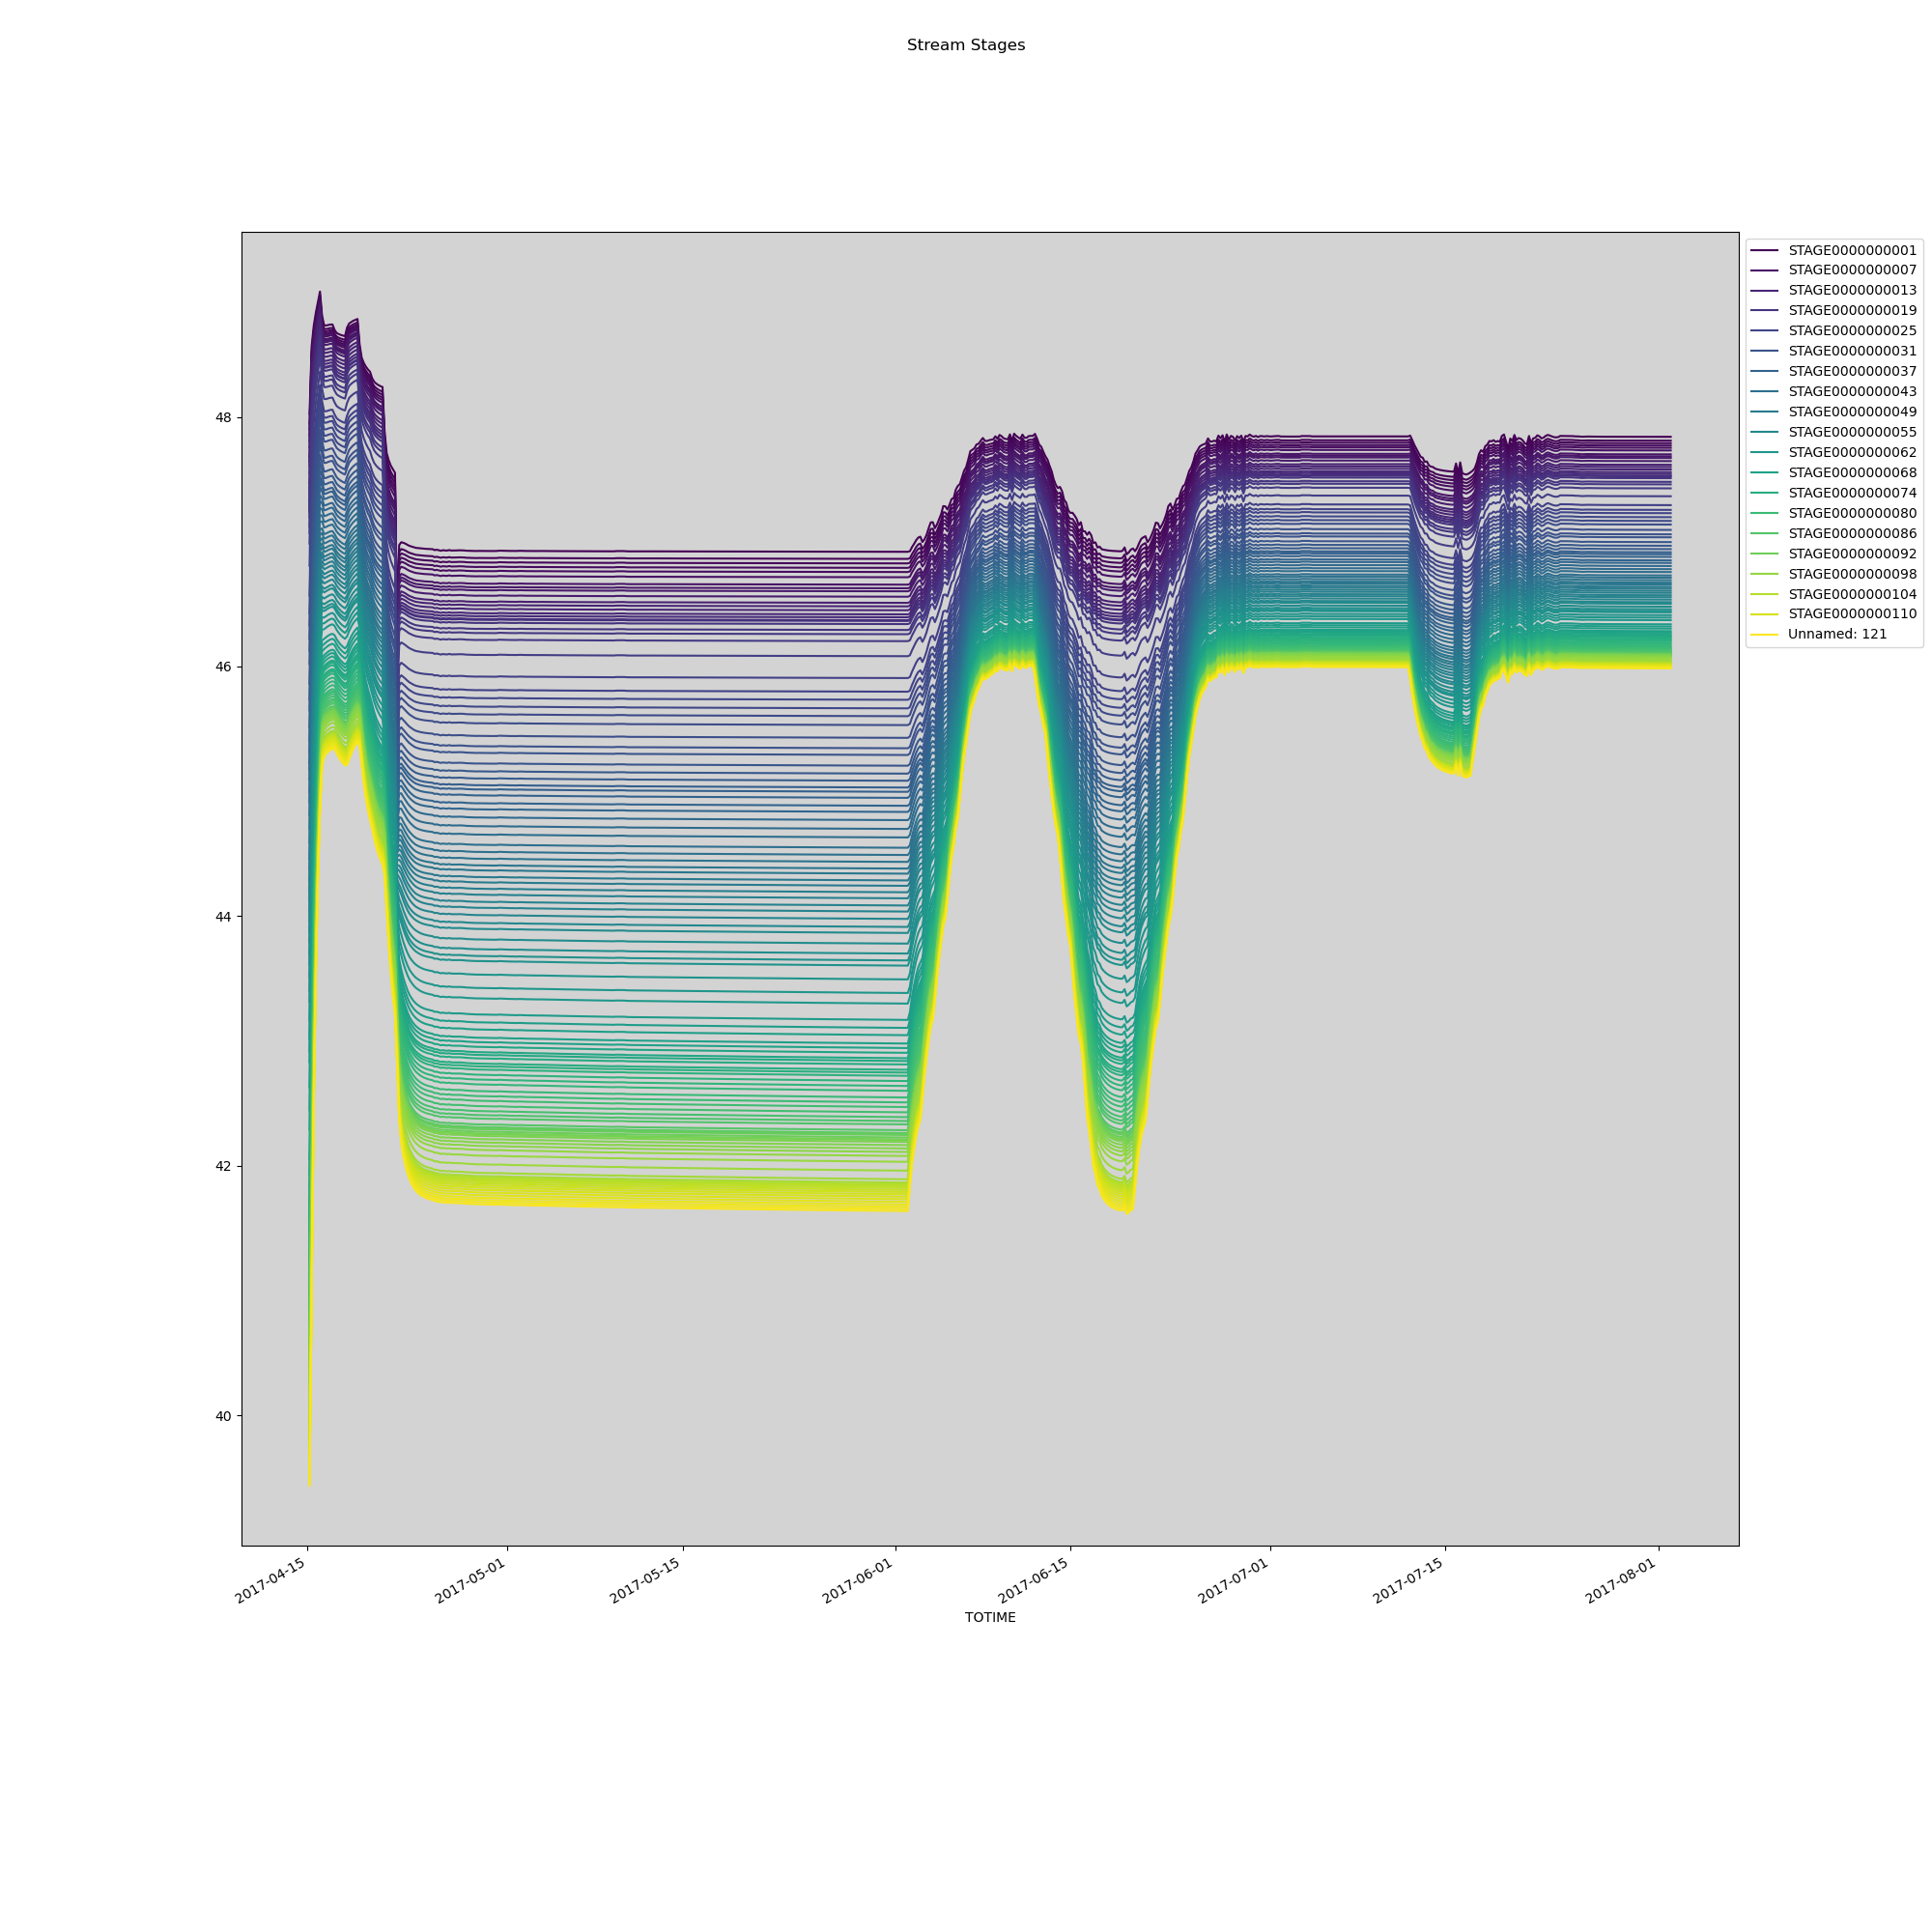 Stream Stages
48
46
44
42
40
2017-04-15
2017-05-01
2017-05-15
2017-06-01
2017-06-15
2017-07-01
2017-07-15
2017-08-01
TOTIME
STAGE0000000001
STAGE0000000007
STAGE0000000013
STAGE0000000019
STAGE0000000025
STAGE0000000031
STAGE0000000037
STAGE0000000043
STAGE0000000049
STAGE0000000055
STAGE0000000062
STAGE0000000068
STAGE0000000074
STAGE0000000080
STAGE0000000086
STAGE0000000092
STAGE0000000098
STAGE0000000104
STAGE0000000110
Unnamed: 121